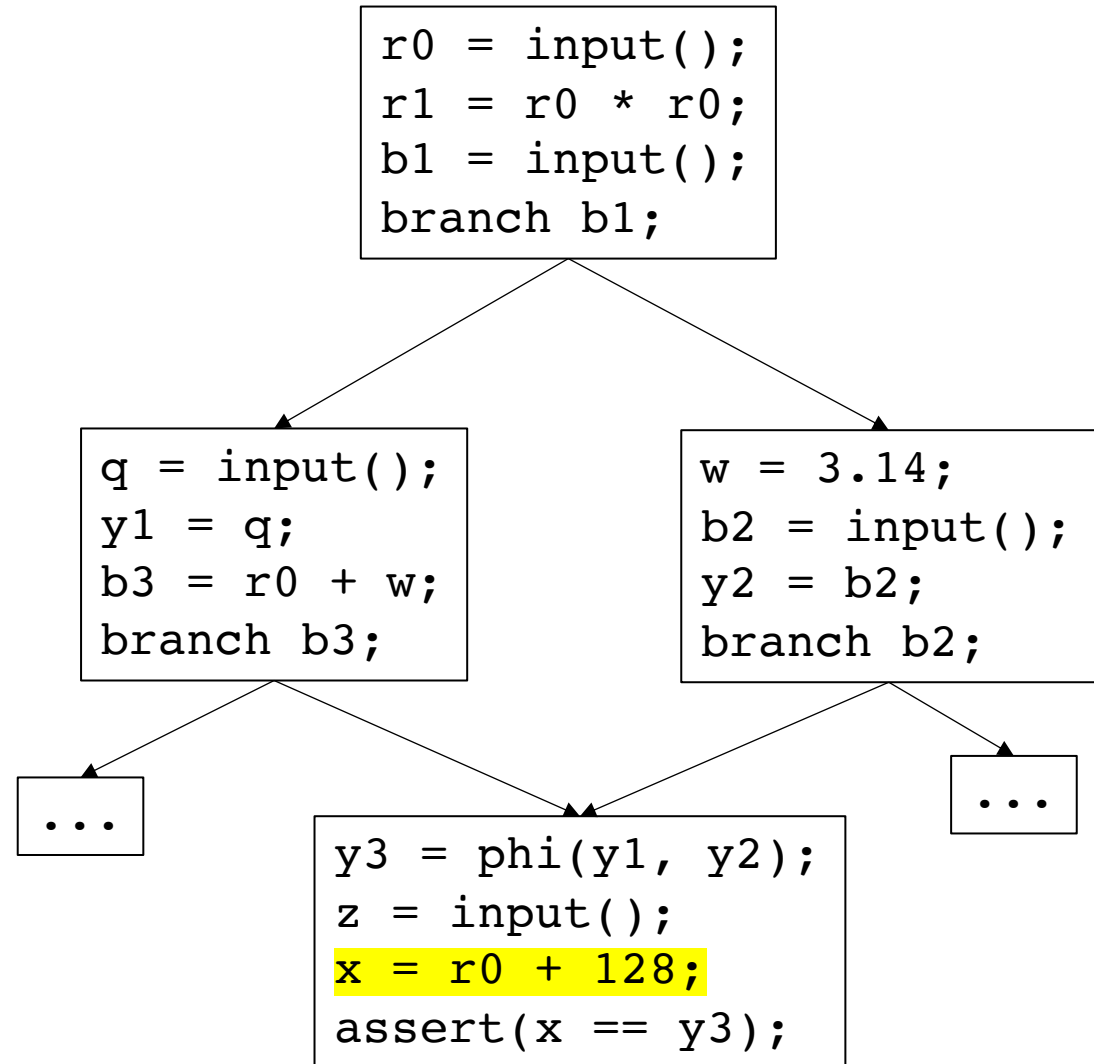 r0 = input();
r1 = r0 * r0;
b1 = input();
branch b1;
q = input();
y1 = q;
b3 = r0 + w;
branch b3;
w = 3.14;
b2 = input();
y2 = b2;
branch b2;
...
...
y3 = phi(y1, y2);
z = input();
x = r0 + 128;
assert(x == y3);